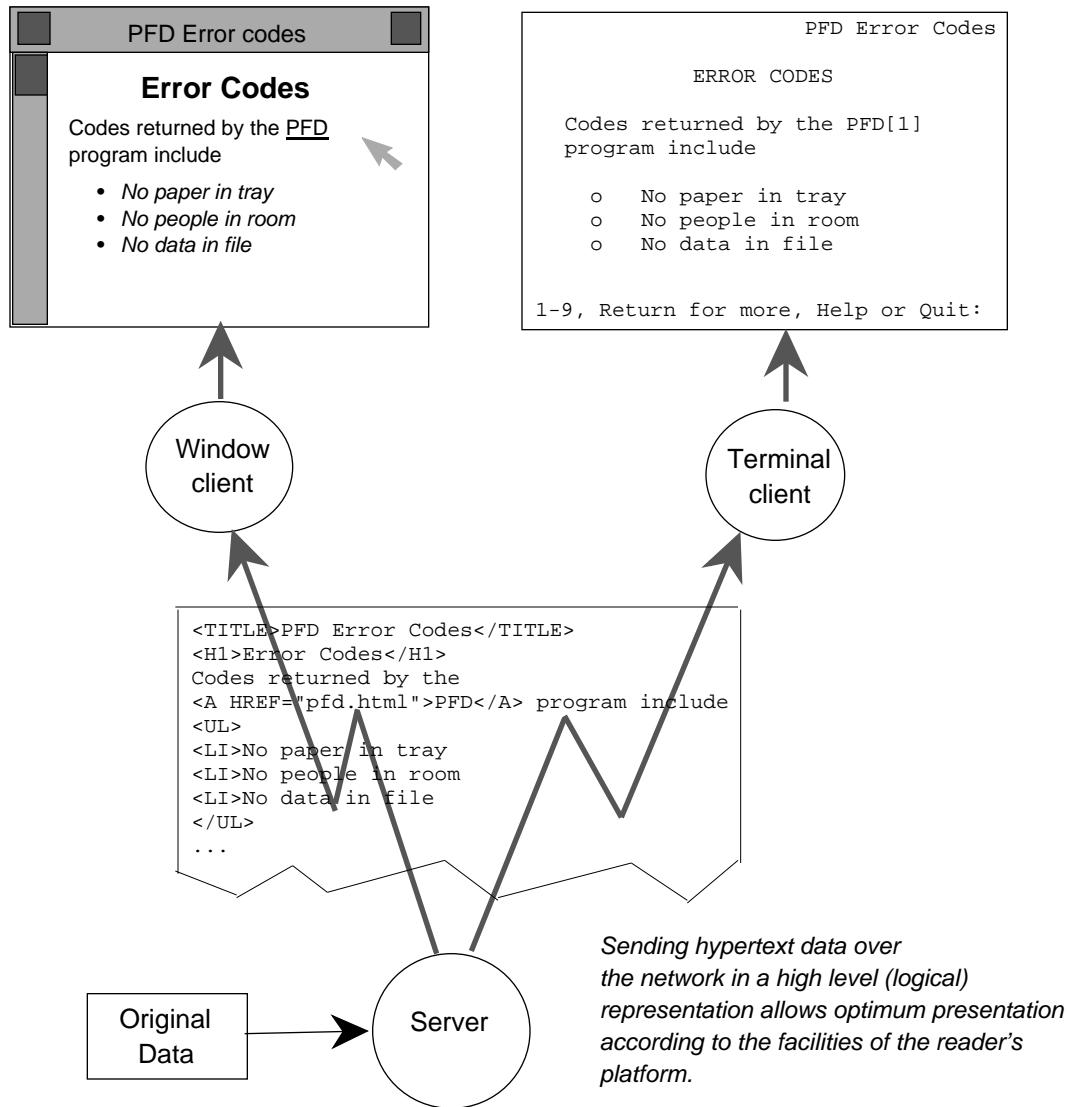 PFD Error codes
Error Codes
Codes returned by the PFD
program include
• No paper in tray
• No people in room
• No data in file
PFD Error Codes
ERROR CODES
Codes returned by the PFD[1]
program include
o No paper in tray
o No people in room
o No data in file
1-9, Return for more, Help or Quit:
Window
client
Terminal
client
<TITLE>PFD Error Codes</TITLE>
<H1>Error Codes</H1>
Codes returned by the
<A HREF="pfd.html">PFD</A> program include
<UL>
<LI>No paper in tray
<LI>No people in room
<LI>No data in file
</UL>
...
Original
Data
Server
Sending hypertext data over
the network in a high level (logical)
representation allows optimum presentation
according to the facilities of the reader’s
platform.